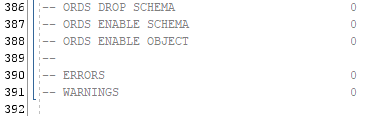 386 -- ORDS DROP SCHEMA 0
387 -- ORDS ENABLE SCHEMA 0
388 -- ORDS ENABLE OBJECT 0
389 --
390 -- ERRORS 0
391 -- WARNINGS 0
392